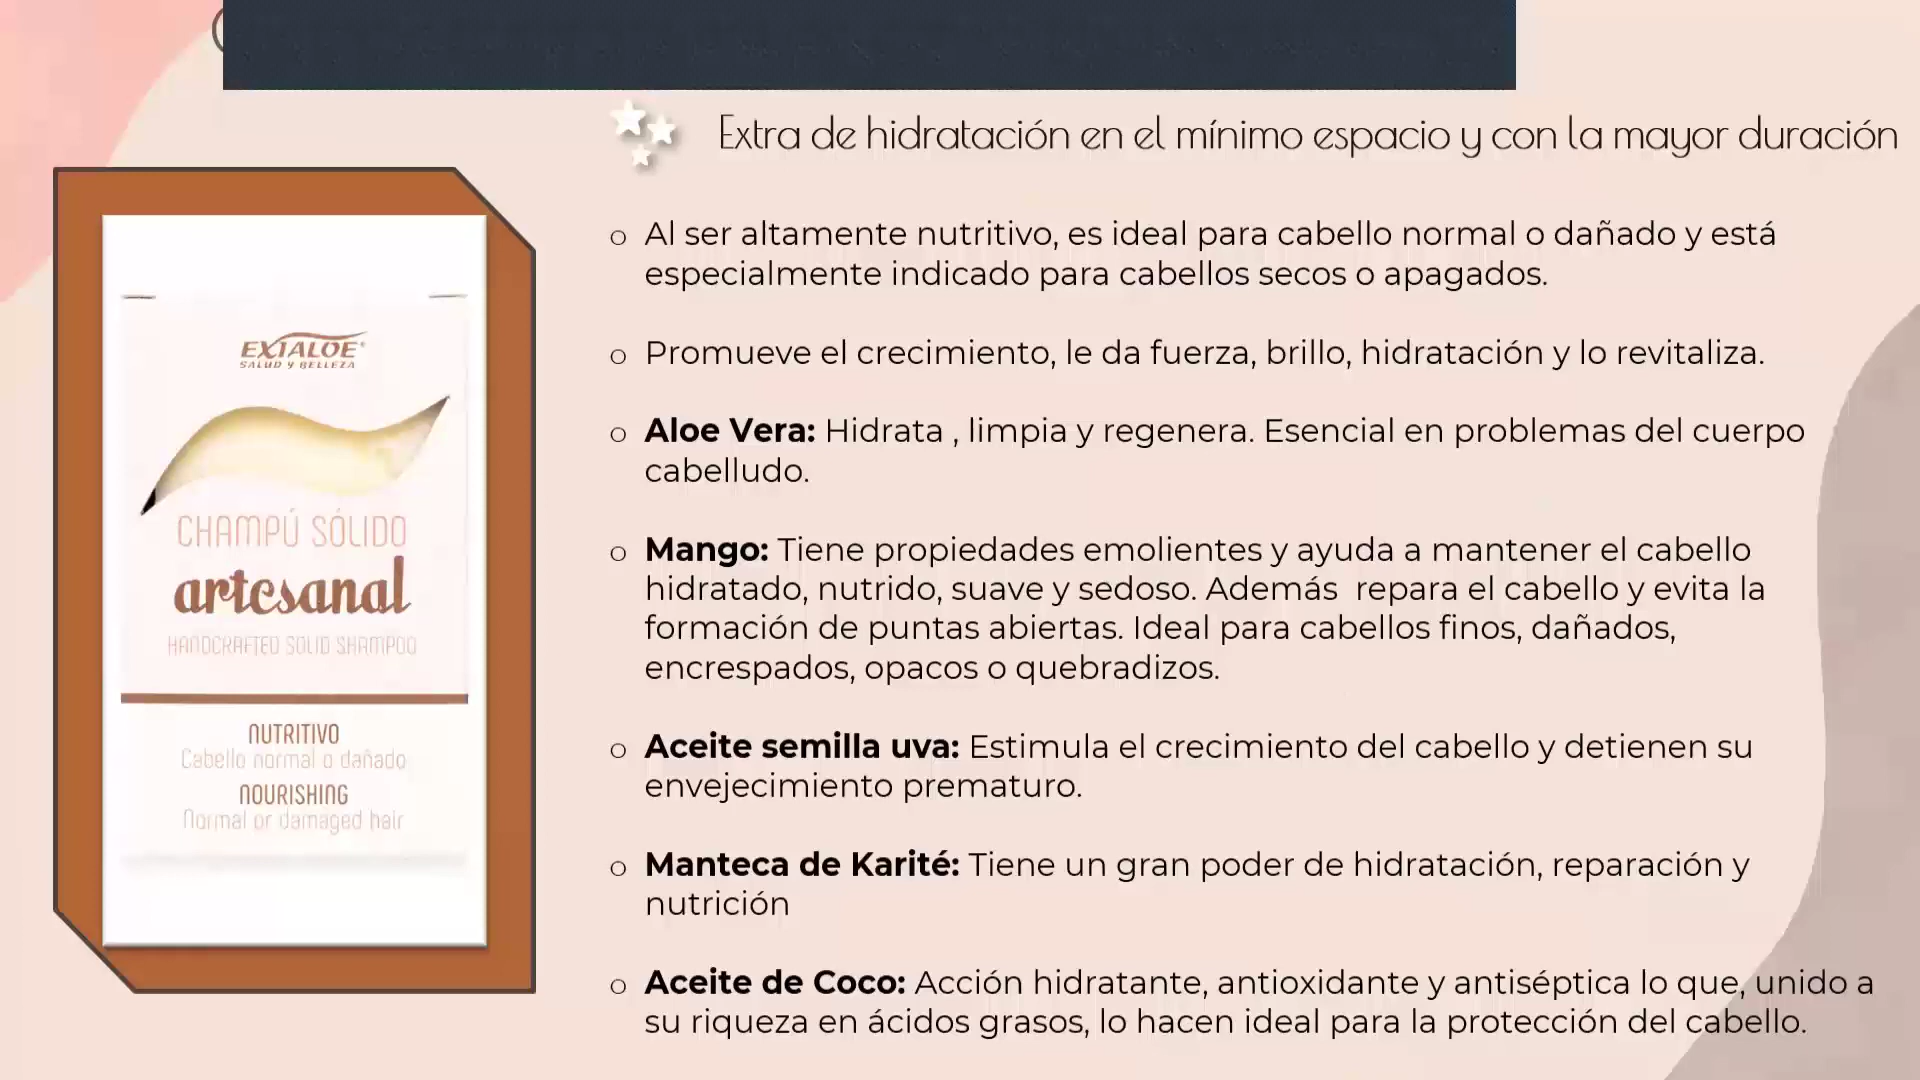 Extra de hidratación en el mínimo espacio y con la mayor duración
o Al ser altamente nutritivo, es ideal para cabello normal o dañado y está
especialmente indicado para cabellos secos o apagados.
o Promueve el crecimiento, le da fuerza, brillo, hidratación y lo revitaliza.
o Aloe Vera: Hidrata , limpia y regenera. Esencial en problemas del cuerpo
cabelludo.
o Mango: Tiene propiedades emolientes y ayuda a mantener el cabello
hidratado, nutrido, suave y sedoso. Además  repara el cabello y evita la
formación de puntas abiertas. Ideal para cabellos finos, dañados,
encrespados, opacos o quebradizos.
o Aceite semilla uva: Estimula el crecimiento del cabello y detienen su
envejecimiento prematuro.
o Manteca de Karité: Tiene un gran poder de hidratación, reparación y
nutrición
o Aceite de Coco: Acción hidratante, antioxidante y antiséptica lo que, unido a
su riqueza en ácidos grasos, lo hacen ideal para la protección del cabello.
EXIALOE®
SALUD Y BELLEZA
CHAMPÚ SÓLIDO
artesanal
HANDCRAFTED SOLID SHAMPOO
NUTRITIVO
Cabello normal o dañado
NOURISHING
Normal or damaged hair